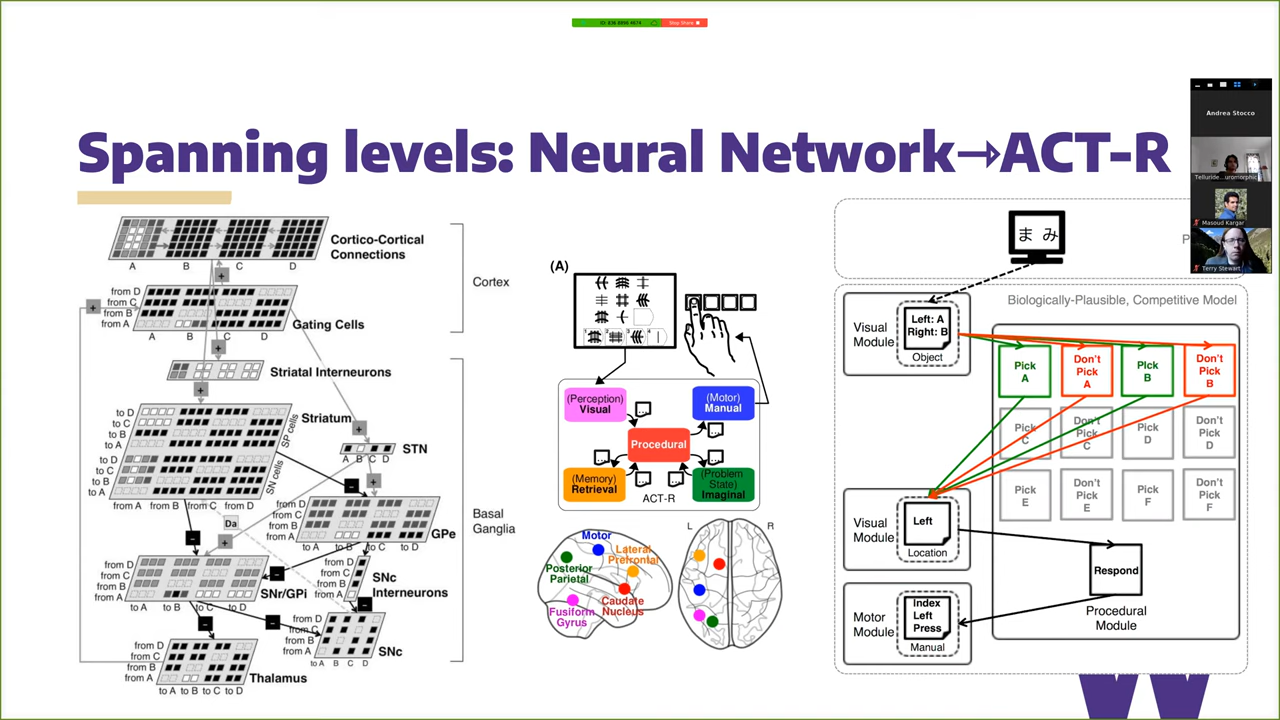 ID: 836 8996 4674
Stop Share
Spanning levels: Neural Network→ACT-R
Andrea Stocco
Masoud Kargar
Terry Stewart
Cortico-Cortical
Connections
A B C D
Cortex
from D
from C
from B
from A
Gating Cells
A B C D
Striatal Interneurons
to D
to C
to B
to A
SP cells
Striatum
to D
to C
to B
to A
SN cells
from A from B from C from D
STN
A B C D
Da
Basal
Ganglia
from D
from C
from B
from A
GPe
to A to B to C to D
from D
from C
from B
from A
SNr/GPi
to A to B to C to D
from D
from C
from B
from A
SNc
Interneurons
from D
from C
from B
from A
SNc
to A B C D
from D
from C
from B
from A
Thalamus
to A to B to C to D
(A)
(Perception)
Visual
(Motor)
Manual
Procedural
(Memory)
Retrieval
ACT-R
(Problem
State)
Imaginal
Motor
Lateral
Prefrontal
Posterior
Parietal
Caudate
Nucleus
Fusiform
Gyrus
L R
ま み
P
Biologically-Plausible, Competitive Model
Visual
Module
Left: A
Right: B
Object
Pick
A
Don't
Pick
A
Pick
B
Don't
Pick
B
Pick
C
Don't
Pick
C
Pick
D
Don't
Pick
D
Pick
E
Don't
Pick
E
Pick
F
Don't
Pick
F
Visual
Module
Left
Location
Respond
Procedural
Module
Motor
Module
Index
Left
Press
Manual
W